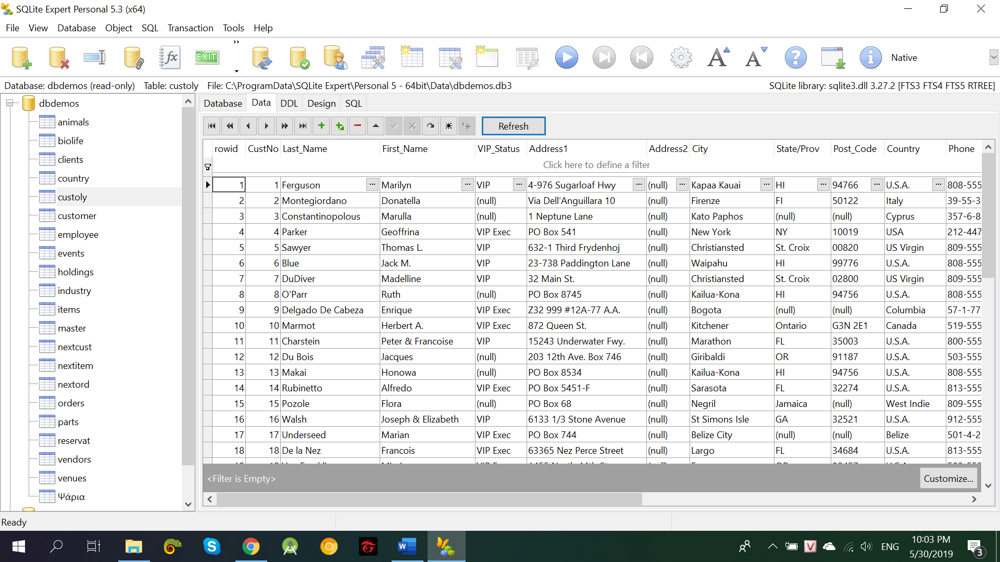 SQLite Expert Personal 5.3 (x64)
File View Database Object SQL Transaction Tools Help
fx EXIT A A Native
Database: dbdemos (read-only) Table: custoly File: C:\ProgramData\SQLite Expert\Personal 5 - 64bit\Data\dbdemos.db3 SQLite library: sqlite3.dll 3.27.2 [FTS3 FTS4 FTS5 RTREE]
dbdemos
animals
biolife
clients
country
custoly
customer
employee
events
holdings
industry
items
master
nextcust
nextitem
nextord
orders
parts
reservat
vendors
venues
Ψάρια
Database Data DDL Design SQL
Refresh
rowid CustNo Last_Name First_Name VIP_Status Address1 Address2 City State/Prov Post_Code Country Phone
Click here to define a filter
1 1 Ferguson ... Marilyn ... VIP ... 4-976 Sugarloaf Hwy ... (null) ... Kapaa Kauai ... HI ... 94766 ... U.S.A. ... 808-555
2 2 Montegiordano Donatella (null) Via Dell'Anguillara 10 (null) Firenze FI 50122 Italy 39-55-3
3 3 Constantinopolous Marulla (null) 1 Neptune Lane (null) Kato Paphos (null) (null) Cyprus 357-6-8
4 4 Parker Geoffrina VIP Exec PO Box 541 (null) New York NY 10019 USA 212-447
5 5 Sawyer Thomas L. VIP 632-1 Third Frydenhoj (null) Christiansted St. Croix 00820 US Virgin 809-555
6 6 Blue Jack M. VIP 23-738 Paddington Lane (null) Waipahu HI 99776 U.S.A. 808-555
7 7 DuDiver Madelline VIP 32 Main St. (null) Christiansted St. Croix 02800 US Virgin 809-555
8 8 O'Parr Ruth (null) PO Box 8745 (null) Kailua-Kona HI 94756 U.S.A. 808-555
9 9 Delgado De Cabeza Enrique VIP Exec Z32 999 #12A-77 A.A. (null) Bogota (null) (null) Columbia 57-1-77
10 10 Marmot Herbert A. VIP Exec 872 Queen St. (null) Kitchener Ontario G3N 2E1 Canada 519-555
11 11 Charstein Peter & Francoise VIP 15243 Underwater Fwy. (null) Marathon FL 35003 U.S.A. 800-555
12 12 Du Bois Jacques (null) 203 12th Ave. Box 746 (null) Giribaldi OR 91187 U.S.A. 503-555
13 13 Makai Honowa (null) PO Box 8534 (null) Kailua-Kona HI 94756 U.S.A. 808-555
14 14 Rubinetto Alfredo VIP Exec PO Box 5451-F (null) Sarasota FL 32274 U.S.A. 813-555
15 15 Pozole Flora (null) PO Box 68 (null) Negril Jamaica (null) West Indie 809-555
16 16 Walsh Joseph & Elizabeth VIP 6133 1/3 Stone Avenue (null) St Simons Isle GA 32521 U.S.A. 912-555
17 17 Underseed Marian VIP Exec PO Box 744 (null) Belize City (null) (null) Belize 501-4-2
18 18 De la Nez Francois VIP Exec 63365 Nez Perce Street (null) Largo FL 34684 U.S.A. 813-555
<Filter is Empty> Customize...
Ready
ENG
10:03 PM
5/30/2019
3